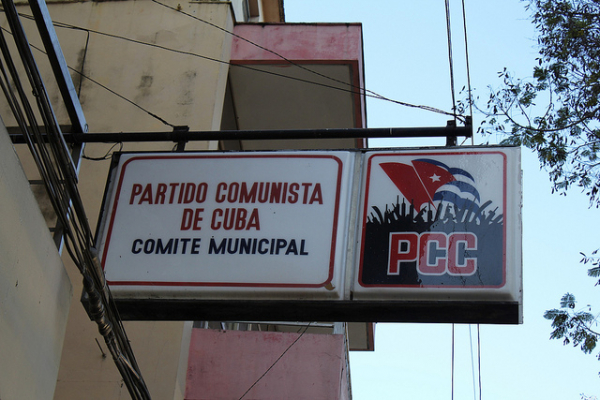 PARTIDO COMUNISTA
DE CUBA
COMITE MUNICIPAL
PCC